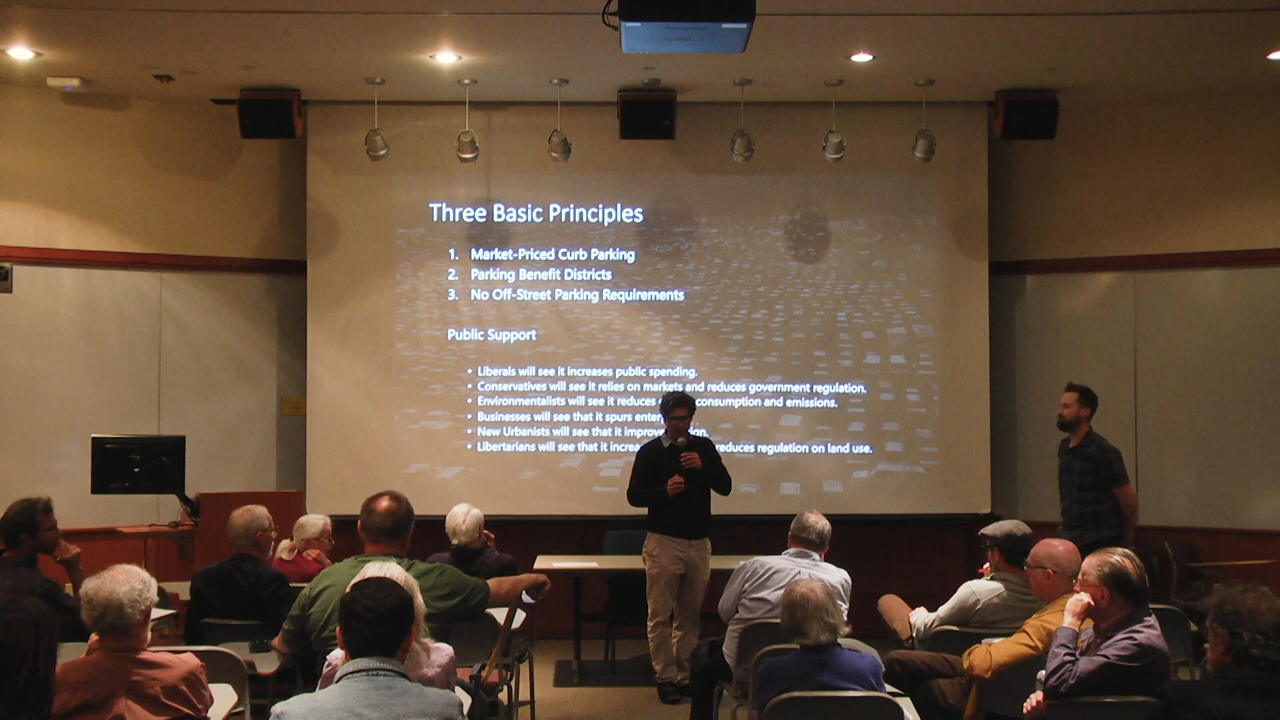 Three Basic Principles
1. Market-Priced Curb Parking
2. Parking Benefit Districts
3. No Off-Street Parking Requirements
Public Support
• Liberals will see it increases public spending.
• Conservatives will see it relies on markets and reduces government regulation.
• Environmentalists will see it reduces consumption and emissions.
• Businesses will see that it spurs
• New Urbanists will see that it
• Libertarians will see that it reduces regulation on land use.